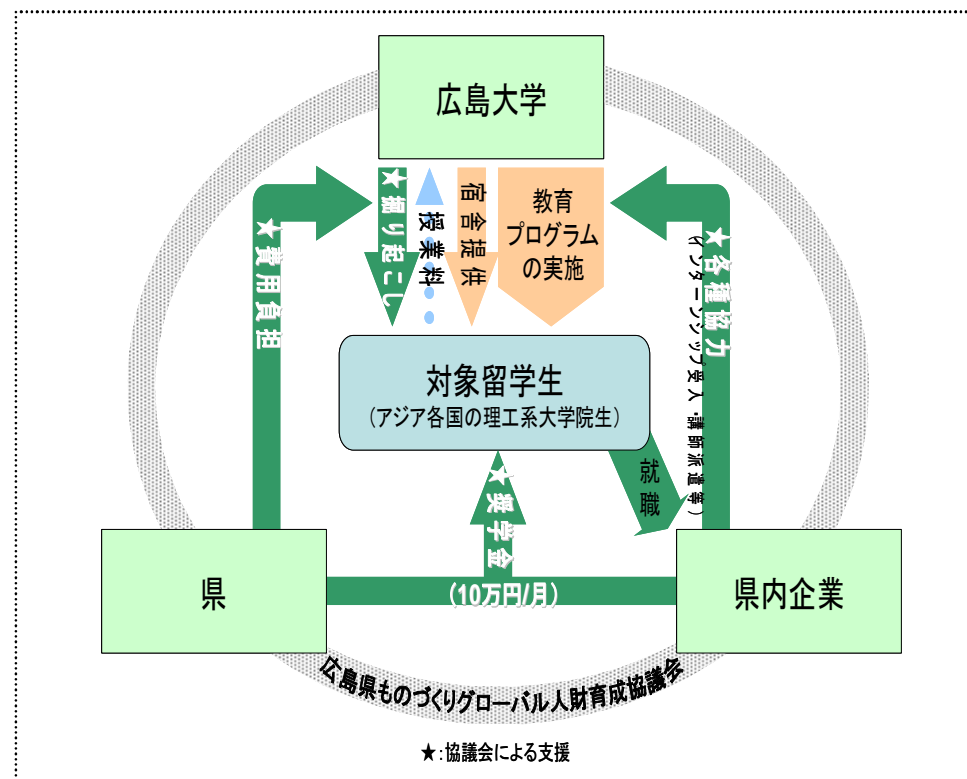 広島大学
★掘り起こし
授業料
宿舎提供
教育
プログラム
の実施
★費用負担
★各種協力
(インターンシップ受入・講師派遣等)
対象留学生
(アジア各国の理工系大学院生)
就職
★奨学金
(10万円/月)
県
県内企業
広島県ものづくりグローバル人財育成協議会
★:協議会による支援